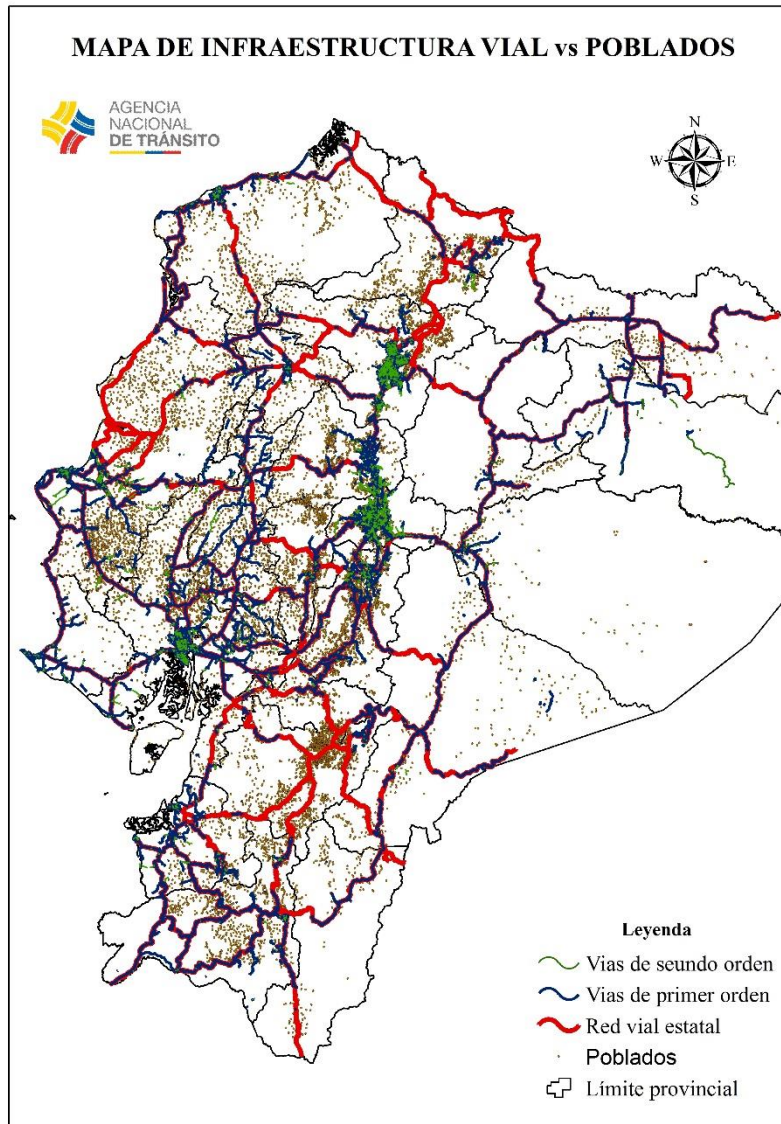 MAPA DE INFRAESTRUCTURA VIAL vs POBLADOS
AGENCIA
NACIONAL
DE TRÁNSITO
N
W E
S
Leyenda
Vias de seundo orden
Vias de primer orden
Red vial estatal
Poblados
Límite provincial